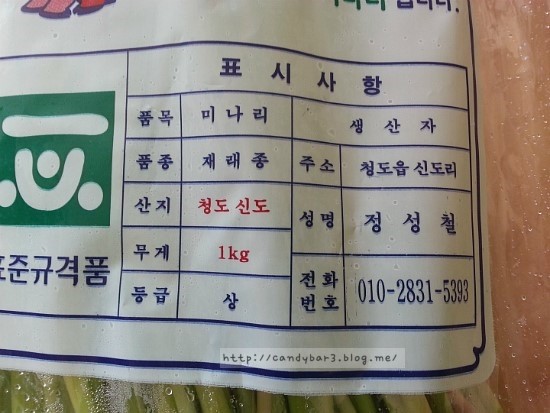 입니다.
표시사항
품목 미나리 생산자
품종 재래종 주소 청도읍 신도리
산지 청도 신도 성명 정성철
무게 1kg
등급 상 전화번호 010-2831-5393
표준규격품
http://candybar3.blog.me/